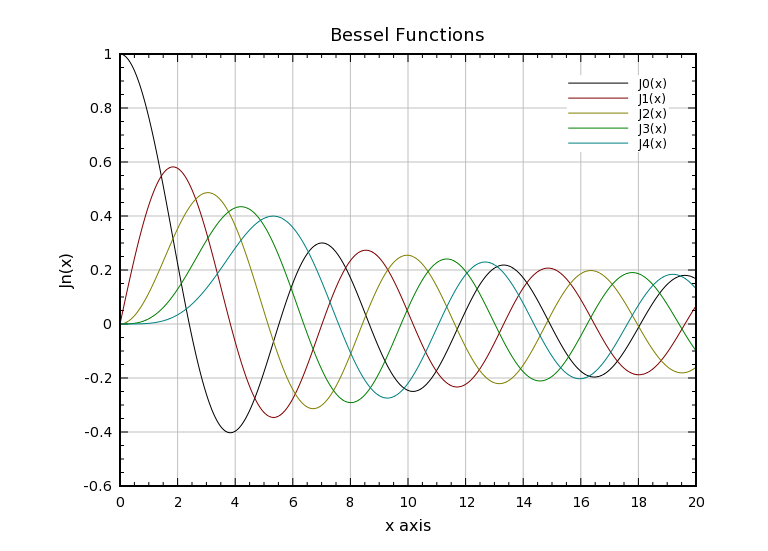 Bessel Functions
1
J0(x)
J1(x)
J2(x)
J3(x)
J4(x)
0.8
0.6
0.4
0.2
0
-0.2
-0.4
-0.6
Jn(x)
0 2 4 6 8 10 12 14 16 18 20
x axis